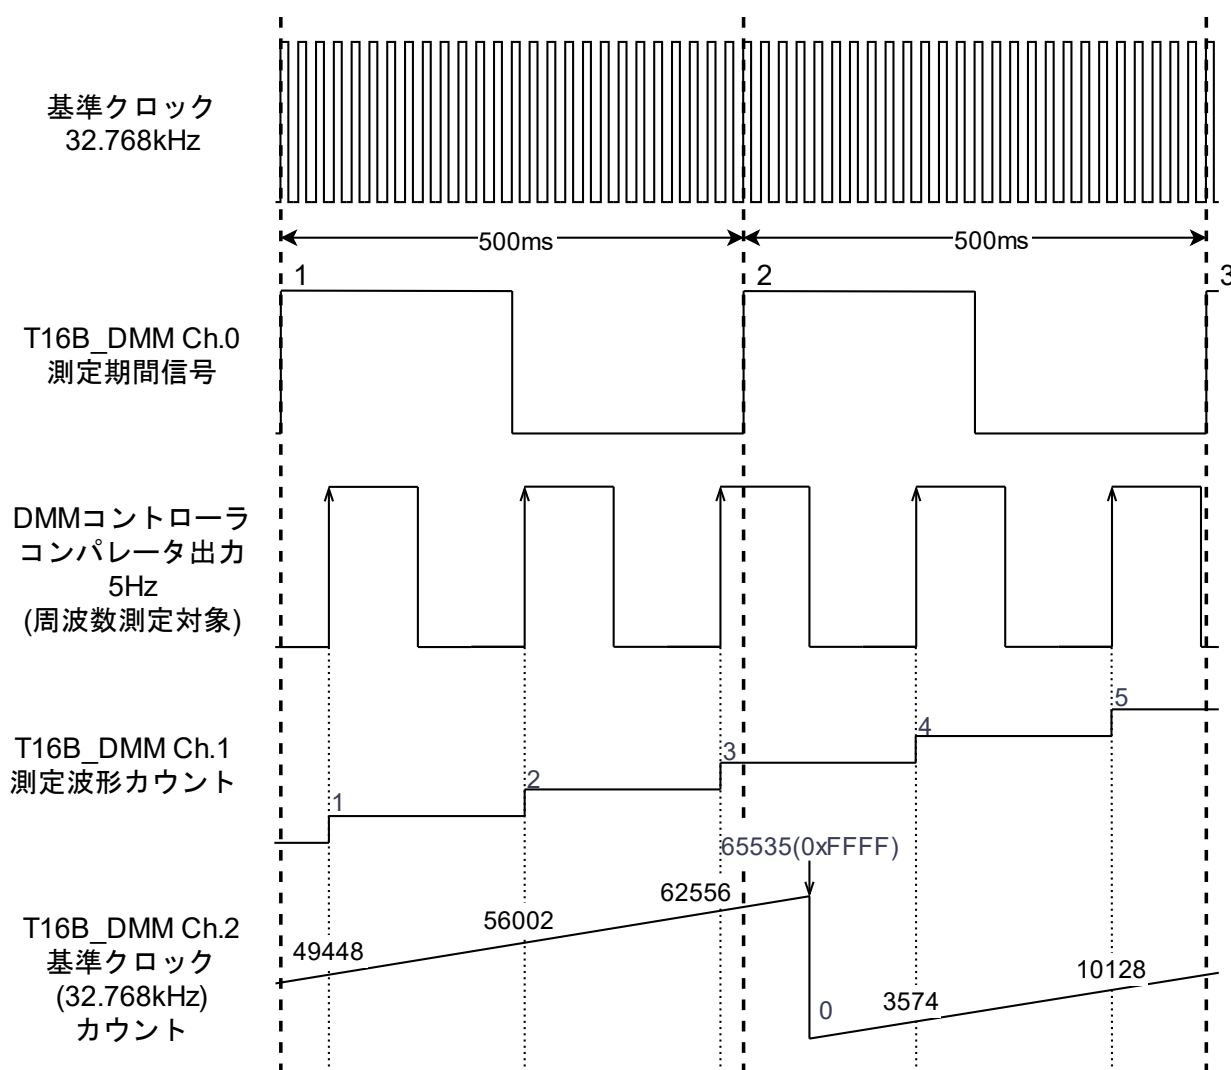 基準クロック
32.768kHz
500ms
500ms
1
2
3
T16B_DMM Ch.0
測定期間信号
DMMコントローラ
コンパレータ出力
5Hz
(周波数測定対象)
T16B_DMM Ch.1
測定波形カウント
1
2
3
4
5
65535(0xFFFF)
T16B_DMM Ch.2
基準クロック
(32.768kHz)
カウント
49448
56002
62556
0
3574
10128